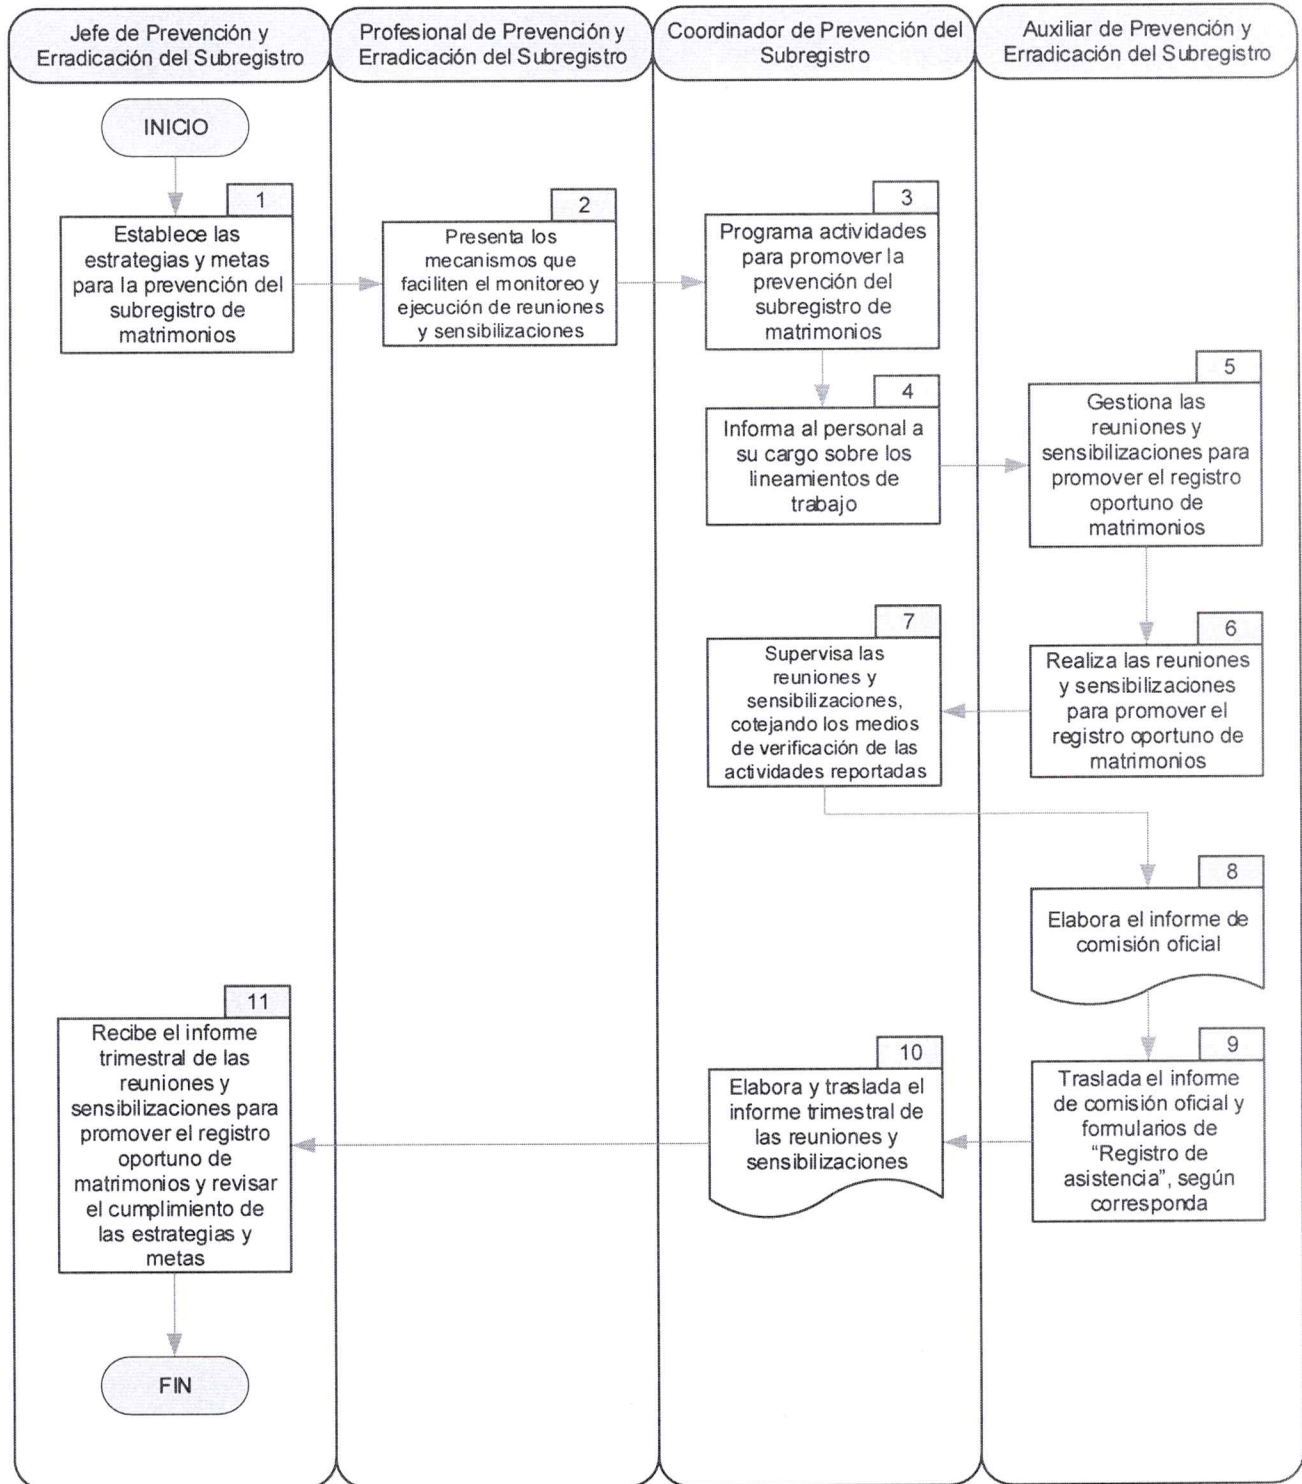 Jefe de Prevención y
Erradicación del Subregistro
Profesional de Prevención y
Erradicación del Subregistro
Coordinador de Prevención del
Subregistro
Auxiliar de Prevención y
Erradicación del Subregistro
INICIO
1
Establece las
estrategias y metas
para la prevención del
subregistro de
matrimonios
2
Presenta los
mecanismos que
faciliten el monitoreo y
ejecución de reuniones
y sensibilizaciones
3
Programa actividades
para promover la
prevención del
subregistro de
matrimonios
4
Informa al personal a
su cargo sobre los
lineamientos de
trabajo
5
Gestiona las
reuniones y
sensibilizaciones para
promover el registro
oportuno de
matrimonios
6
Realiza las reuniones
y sensibilizaciones
para promover el
registro oportuno de
matrimonios
7
Supervisa las
reuniones y
sensibilizaciones,
cotejando los medios
de verificación de las
actividades reportadas
8
Elabora el informe de
comisión oficial
9
Traslada el informe
de comisión oficial y
formularios de
“Registro de
asistencia”, según
corresponda
10
Elabora y traslada el
informe trimestral de
las reuniones y
sensibilizaciones
11
Recibe el informe
trimestral de las
reuniones y
sensibilizaciones para
promover el registro
oportuno de
matrimonios y revisar
el cumplimiento de
las estrategias y
metas
FIN